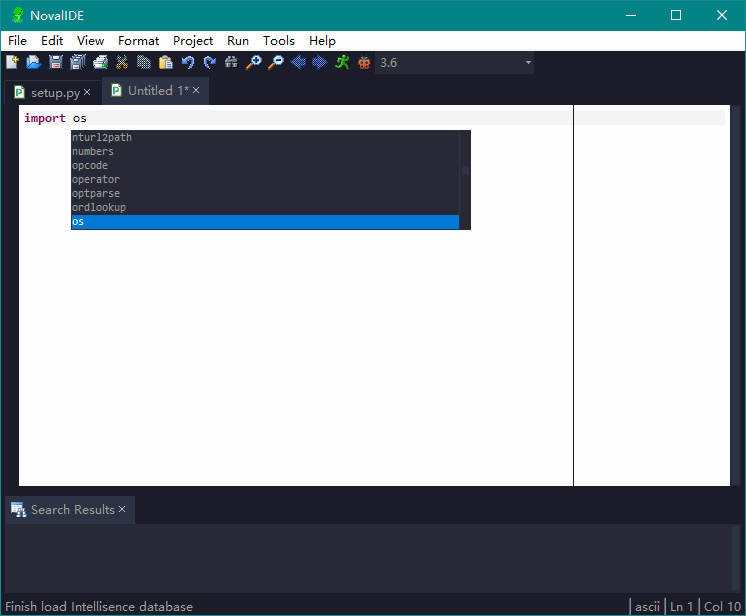 NovalIDE
File Edit View Format Project Run Tools Help
3.6
setup.py Untitled 1*
import os
nturl2path
numbers
opcode
operator
optparse
ordlookup
os
Search Results
Finish load Intellisence database ascii Ln 1 Col 10